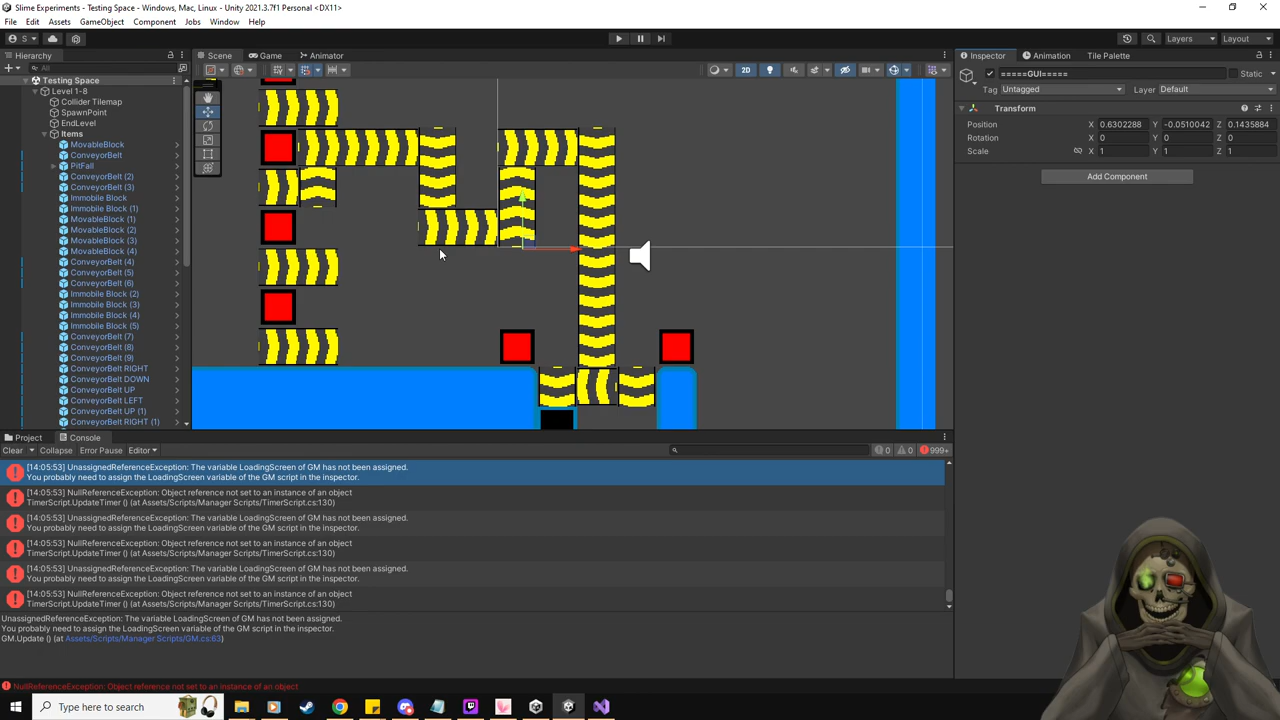 Slime Experiments - Testing Space - Windows, Mac, Linux - Unity 2021.3.7f1 Personal <DX11>
File Edit Assets GameObject Component Jobs Window Help
S
Layers Layout
Hierarchy
Scene Game Animator
Inspector Animation Tile Palette
All
2D
=====GUI===== Static
Tag Untagged Layer Default
Transform
Position X 0.6302288 Y -0.0510042 Z 0.1435884
Rotation X 0 Y 0 Z 0
Scale X 1 Y 1 Z 1
Add Component
Testing Space
Level 1-8
Collider Tilemap
SpawnPoint
EndLevel
Items
MovableBlock
ConveyorBelt
PitFall
ConveyorBelt (2)
ConveyorBelt (3)
Immobile Block
Immobile Block (1)
MovableBlock (1)
MovableBlock (2)
MovableBlock (3)
MovableBlock (4)
ConveyorBelt (4)
ConveyorBelt (5)
ConveyorBelt (6)
Immobile Block (2)
Immobile Block (3)
Immobile Block (4)
Immobile Block (5)
ConveyorBelt (7)
ConveyorBelt (8)
ConveyorBelt (9)
ConveyorBelt RIGHT
ConveyorBelt DOWN
ConveyorBelt UP
ConveyorBelt LEFT
ConveyorBelt UP (1)
ConveyorBelt RIGHT (1)
Project Console
Clear Collapse Error Pause Editor 0 0 999+
[14:05:53] UnassignedReferenceException: The variable LoadingScreen of GM has not been assigned.
You probably need to assign the LoadingScreen variable of the GM script in the inspector.
[14:05:53] NullReferenceException: Object reference not set to an instance of an object
TimerScript.UpdateTimer () (at Assets/Scripts/Manager Scripts/TimerScript.cs:130)
[14:05:53] UnassignedReferenceException: The variable LoadingScreen of GM has not been assigned.
You probably need to assign the LoadingScreen variable of the GM script in the inspector.
[14:05:53] NullReferenceException: Object reference not set to an instance of an object
TimerScript.UpdateTimer () (at Assets/Scripts/Manager Scripts/TimerScript.cs:130)
[14:05:53] UnassignedReferenceException: The variable LoadingScreen of GM has not been assigned.
You probably need to assign the LoadingScreen variable of the GM script in the inspector.
[14:05:53] NullReferenceException: Object reference not set to an instance of an object
TimerScript.UpdateTimer () (at Assets/Scripts/Manager Scripts/TimerScript.cs:130)
UnassignedReferenceException: The variable LoadingScreen of GM has not been assigned.
You probably need to assign the LoadingScreen variable of the GM script in the inspector.
GM.Update () (at Assets/Scripts/Manager Scripts/GM.cs:63)
NullReferenceException: Object reference not set to an instance of an object
Type here to search